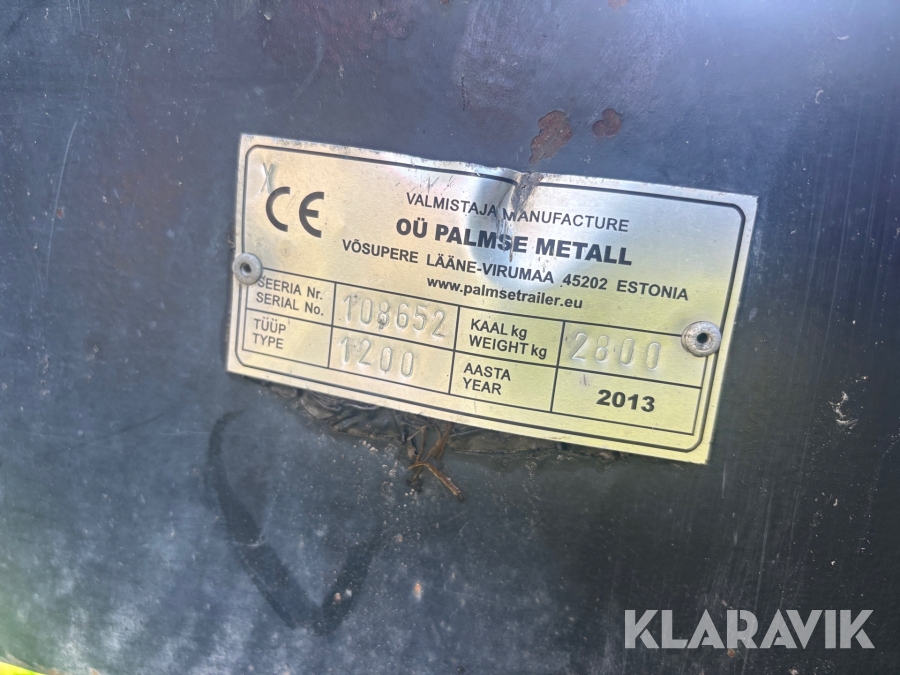 X
CE
VALMISTAJA MANUFACTURE
OÜ PALMSE METALL
VÕSUPERE LÄÄNE-VIRUMAA 45202 ESTONIA
www.palmsetrailer.eu
SEERIA Nr.
SERIAL No.
108652
KAAL kg
WEIGHT kg
2800
TÜÜP
TYPE
1200
AASTA
YEAR
2013
KLARAVIK